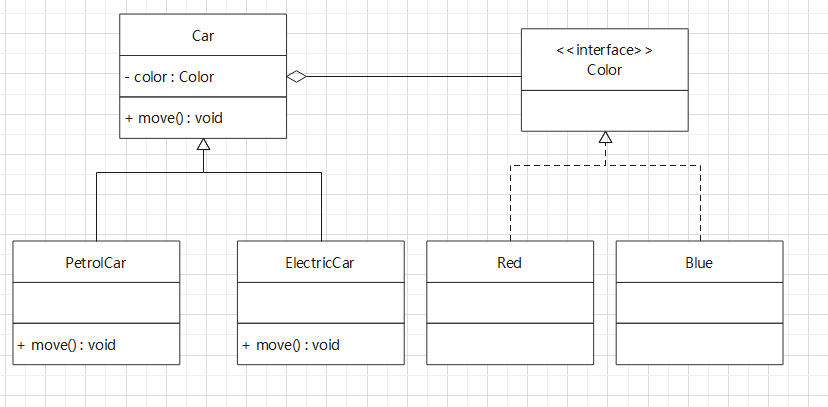 Car
- color : Color
+ move() : void
<<interface>>
Color
PetrolCar
+ move() : void
ElectricCar
+ move() : void
Red
Blue